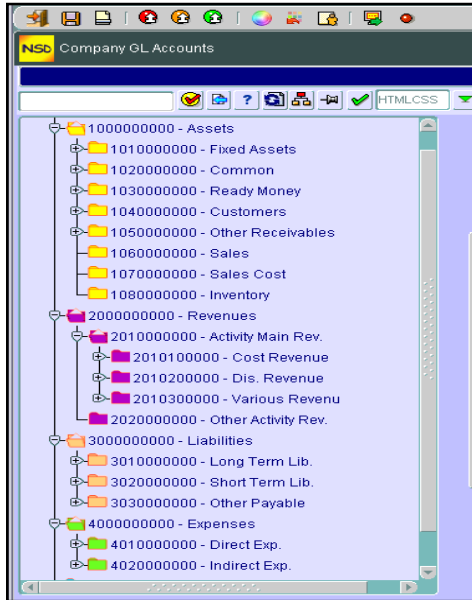 NSD Company GL Accounts
? HTMLCSS
1000000000 - Assets
1010000000 - Fixed Assets
1020000000 - Common
1030000000 - Ready Money
1040000000 - Customers
1050000000 - Other Receivables
1060000000 - Sales
1070000000 - Sales Cost
1080000000 - Inventory
2000000000 - Revenues
2010000000 - Activity Main Rev.
2010100000 - Cost Revenue
2010200000 - Dis. Revenue
2010300000 - Various Revenu
2020000000 - Other Activity Rev.
3000000000 - Liabilities
3010000000 - Long Term Lib.
3020000000 - Short Term Lib.
3030000000 - Other Payable
4000000000 - Expenses
4010000000 - Direct Exp.
4020000000 - Indirect Exp.